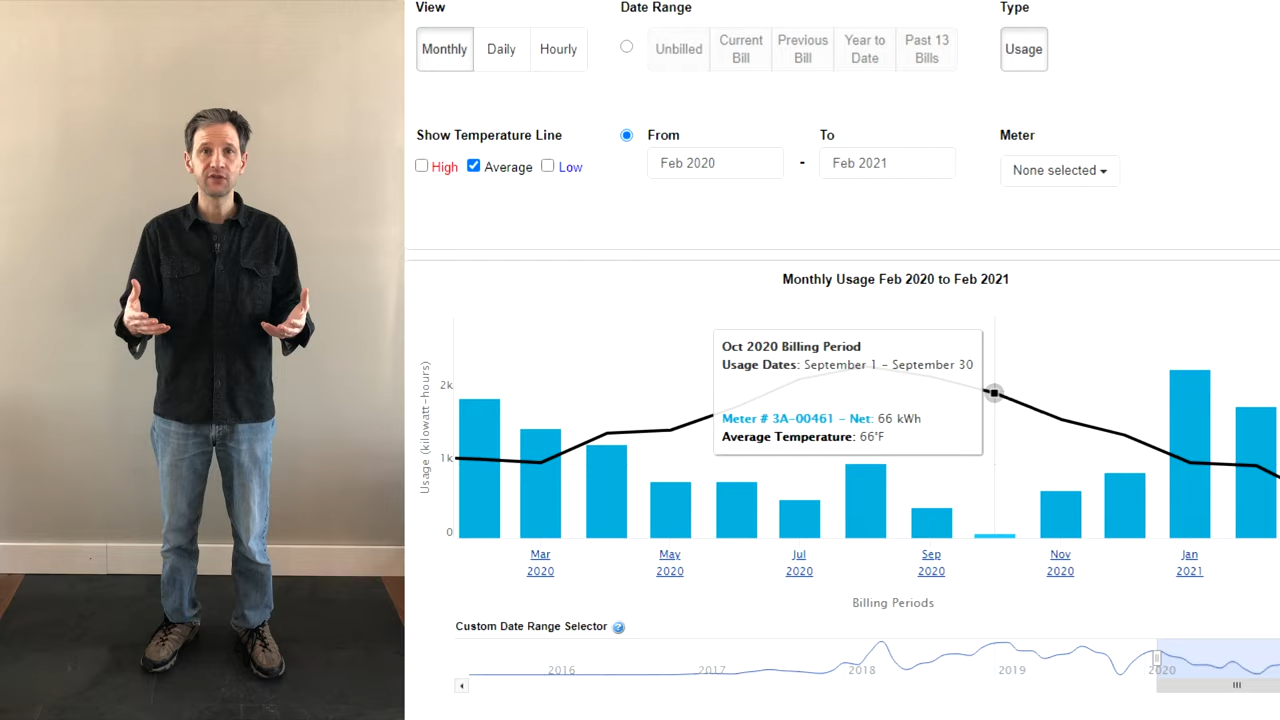 View
Date Range
Type
Monthly
Daily
Hourly
Unbilled
Current
Bill
Previous
Bill
Year to
Date
Past 13
Bills
Usage
Show Temperature Line
From
To
Meter
High
Average
Low
Feb 2020
-
Feb 2021
None selected
Monthly Usage Feb 2020 to Feb 2021
Oct 2020 Billing Period
Usage Dates: September 1 - September 30
Meter # 3A-00461 - Net: 66 kWh
Average Temperature: 66°F
Usage (kilowatt-hours)
2k
1k
0
Mar
2020
May
2020
Jul
2020
Sep
2020
Nov
2020
Jan
2021
Billing Periods
Custom Date Range Selector ?
2016
2017
2018
2019
2020